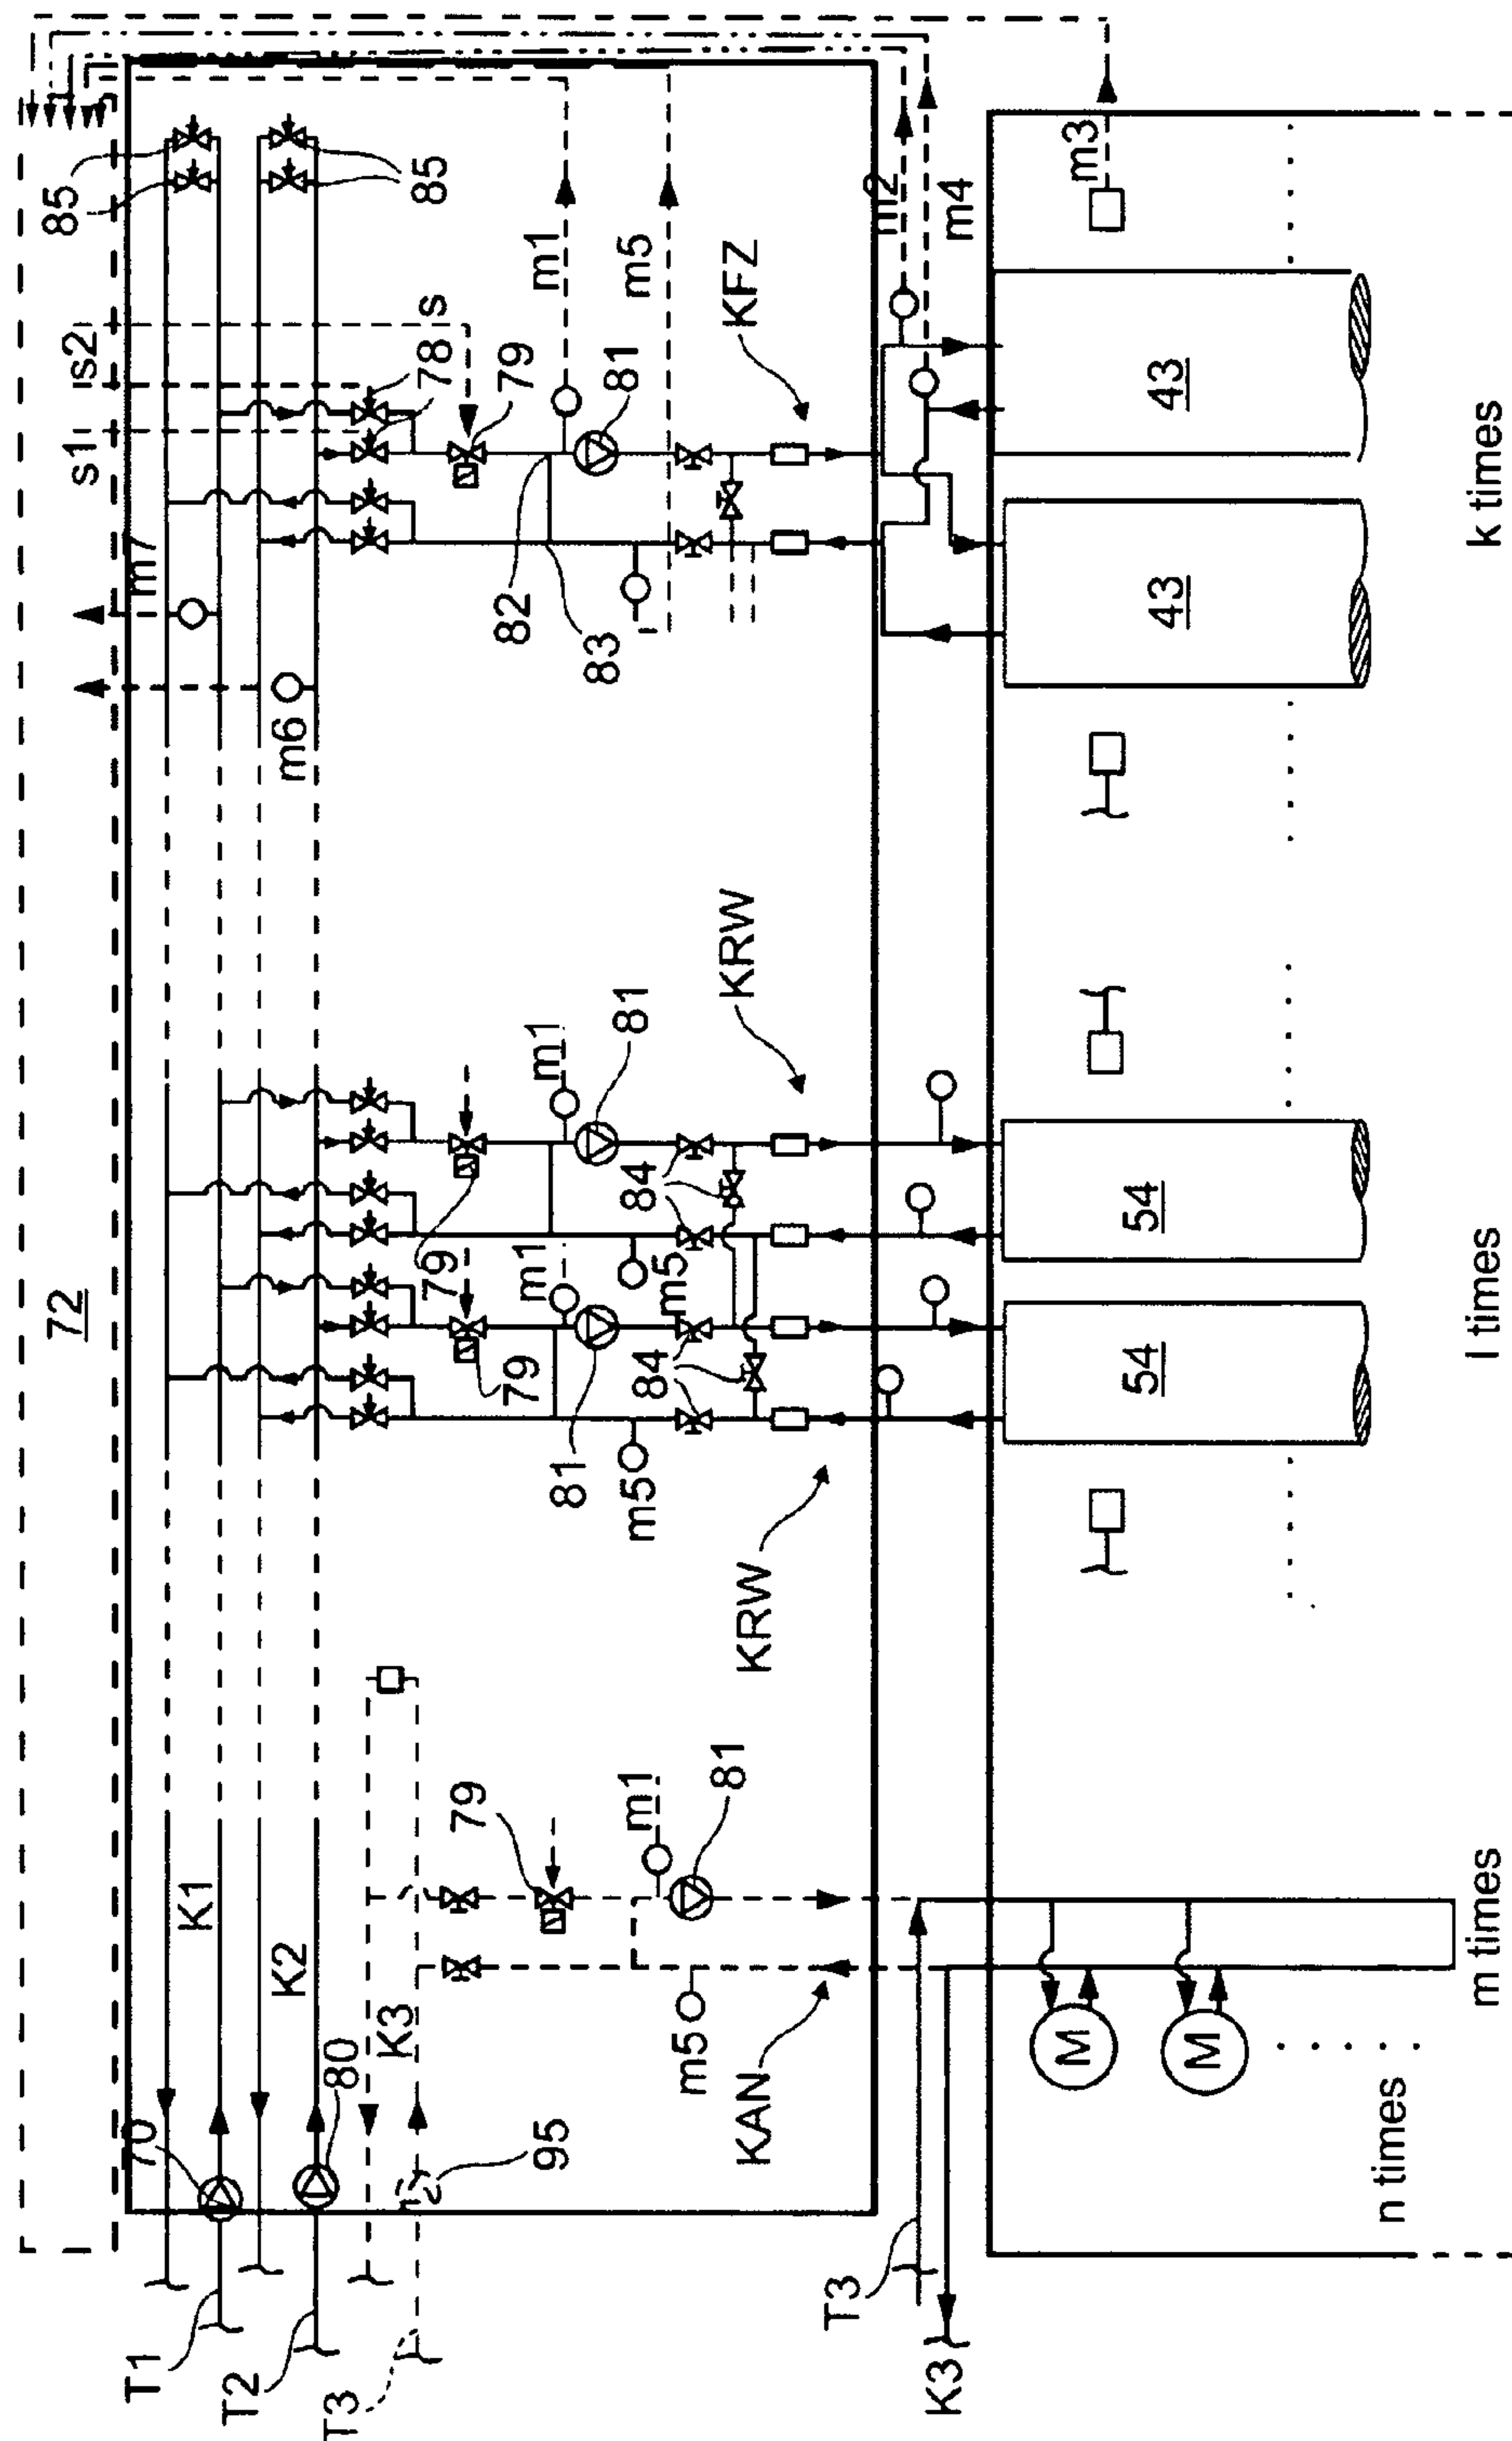 72
T1
T2
T3
70
80
95
K1
K2
K3
KAN
m5
79
m1
81
T3
K3
n times
M
M
m times
KRW
m5
81
79
m1
84
54
79
m5
84
m1
81
KRW
54
l times
m6
m7
s1
s2
s
78
79
82
83
81
m1
m5
KFZ
85
85
m2
m4
m3
43
43
k times